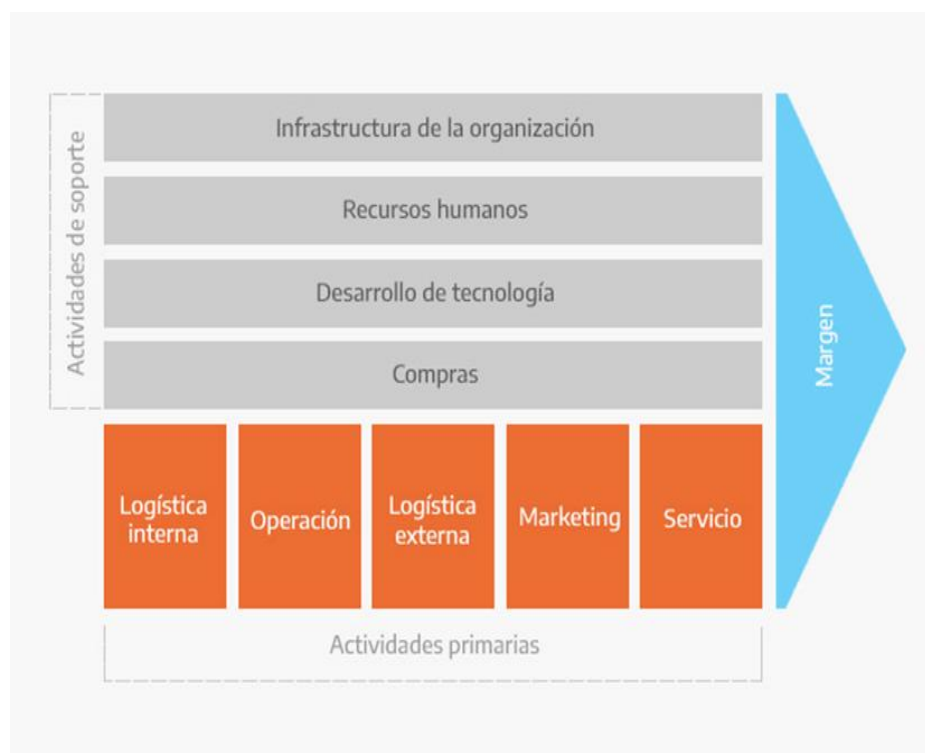 Actividades de soporte
Infrastructura de la organización
Recursos humanos
Desarrollo de tecnología
Compras
Logística
interna
Operación
Logística
externa
Marketing
Servicio
Margen
Actividades primarias